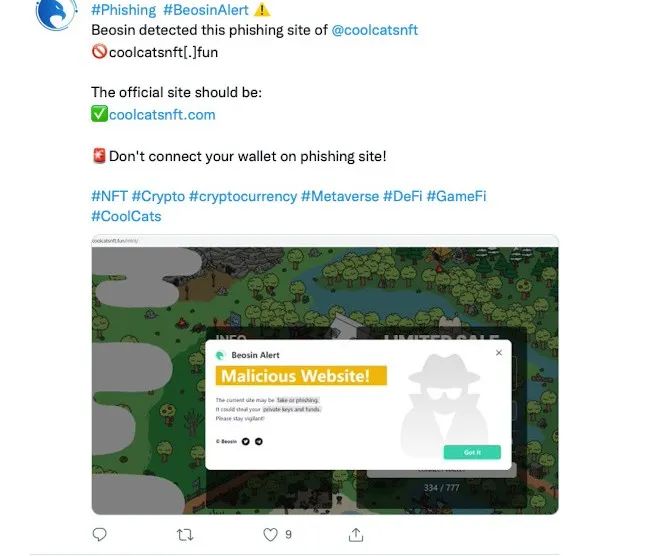 #Phishing #BeosinAlert ⚠️
Beosin detected this phishing site of @coolcatsnft
🚫coolcatsnft[.]fun
The official site should be:
✅coolcatsnft.com
🚨Don't connect your wallet on phishing site!
#NFT #Crypto #cryptocurrency #Metaverse #DeFi #GameFi
#CoolCats
coolcatsnft.fun/mint/
INFO
LIMITED SALE
Beosin Alert
Malicious Website!
The current site may be fake or phishing.
It could steal your private keys and funds.
Please stay vigilant!
© Beosin
Got it
CONNECT WALLET
334 / 777
9